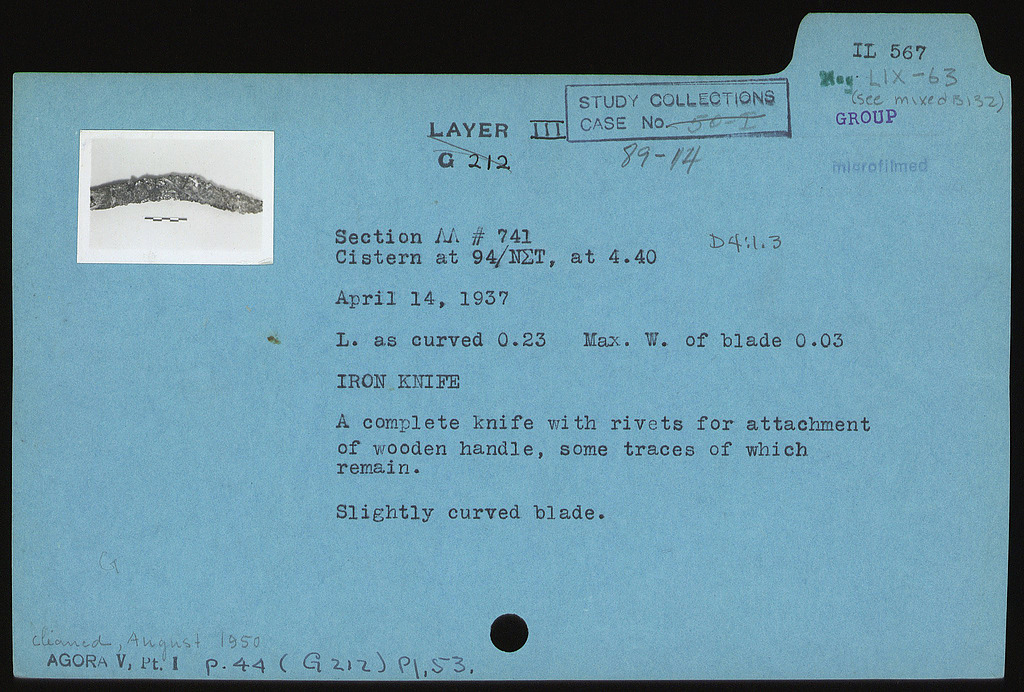 IL 567
Neg. LIX-63
(see mixed B132)
GROUP
microfilmed
STUDY COLLECTIONS
CASE No. 50-I
89-14
LAYER III
G 212
Section ΛΛ # 741
D4:1.3
Cistern at 94/ΝΣΤ, at 4.40
April 14, 1937
L. as curved 0.23 Max. W. of blade 0.03
IRON KNIFE
A complete knife with rivets for attachment
of wooden handle, some traces of which
remain.
Slightly curved blade.
cleaned, August 1950
AGORA V, Pt. I p. 44 (G212) Pl. 53.